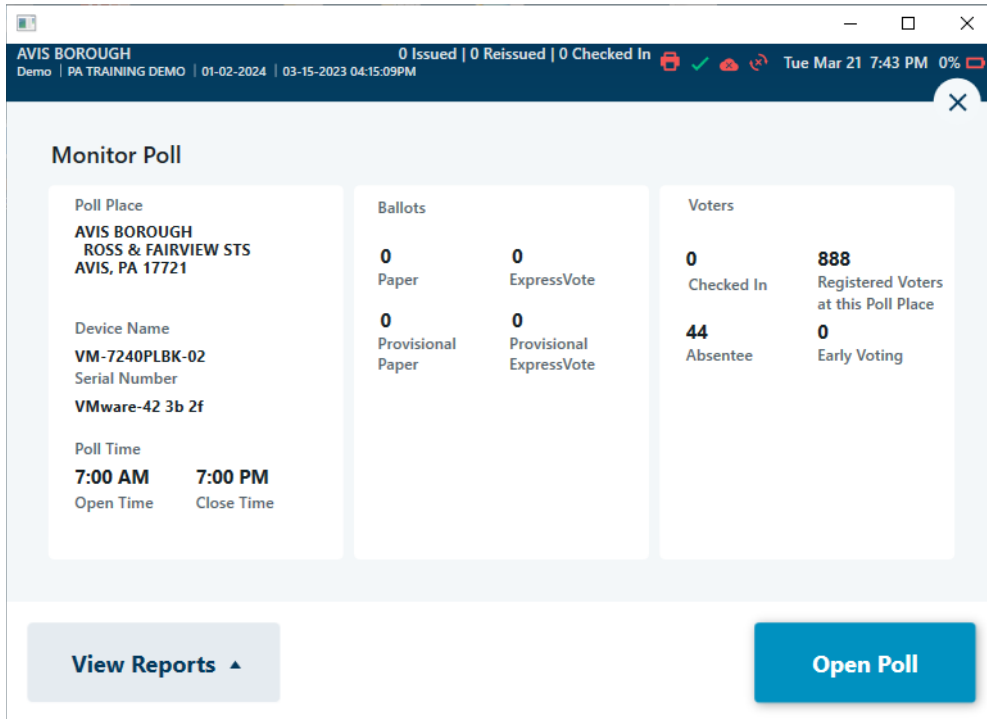 AVIS BOROUGH
0 Issued | 0 Reissued | 0 Checked In
Demo | PA TRAINING DEMO | 01-02-2024 | 03-15-2023 04:15:09PM
Tue Mar 21 7:43 PM 0%
Monitor Poll
Poll Place
AVIS BOROUGH
ROSS & FAIRVIEW STS
AVIS, PA 17721
Device Name
VM-7240PLBK-02
Serial Number
VMware-42 3b 2f
Poll Time
7:00 AM 7:00 PM
Open Time Close Time
Ballots
0 0
Paper ExpressVote
0 0
Provisional Provisional
Paper ExpressVote
Voters
0 888
Checked In Registered Voters
at this Poll Place
44 0
Absentee Early Voting
View Reports
Open Poll